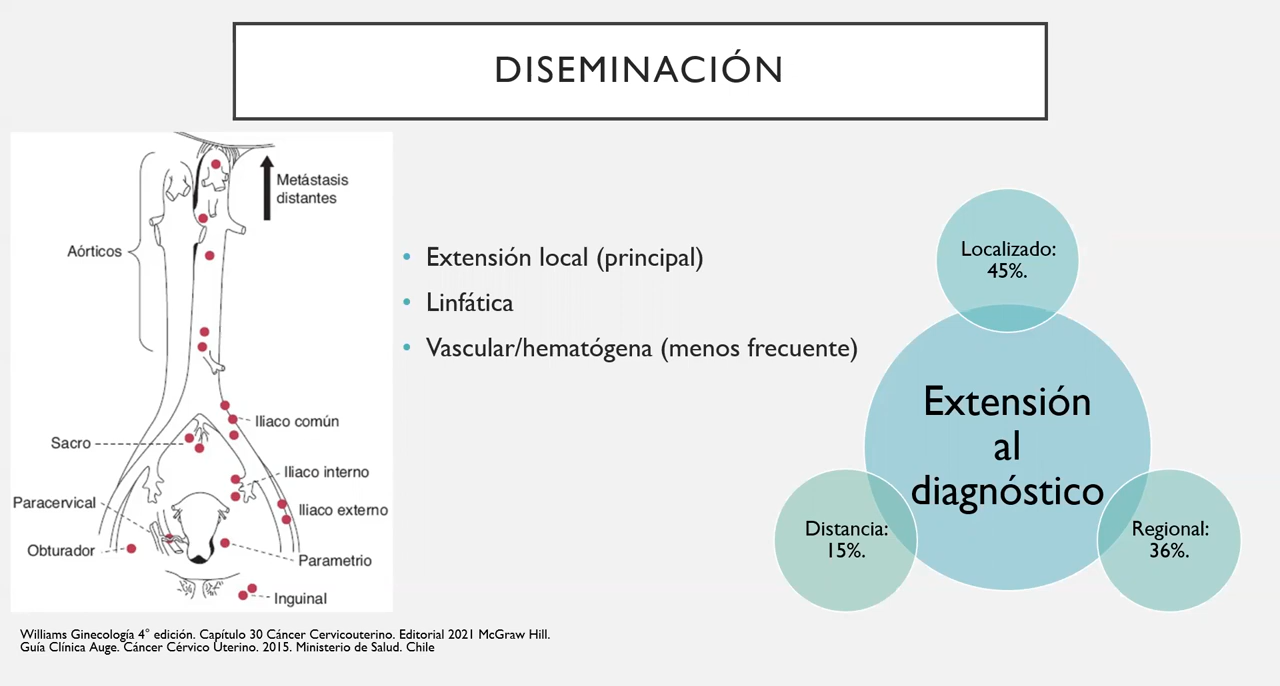 DISEMINACIÓN
Metástasis
distantes
Aórticos
Iliaco común
Sacro
Iliaco interno
Paracervical
Iliaco externo
Obturador
Parametrio
Inguinal
• Extensión local (principal)
• Linfática
• Vascular/hematógena (menos frecuente)
Localizado:
45%.
Extensión
al
diagnóstico
Distancia:
15%.
Regional:
36%.
Williams Ginecología 4° edición. Capítulo 30 Cáncer Cervicouterino. Editorial 2021 McGraw Hill.
Guía Clínica Auge. Cáncer Cérvico Uterino. 2015. Ministerio de Salud. Chile